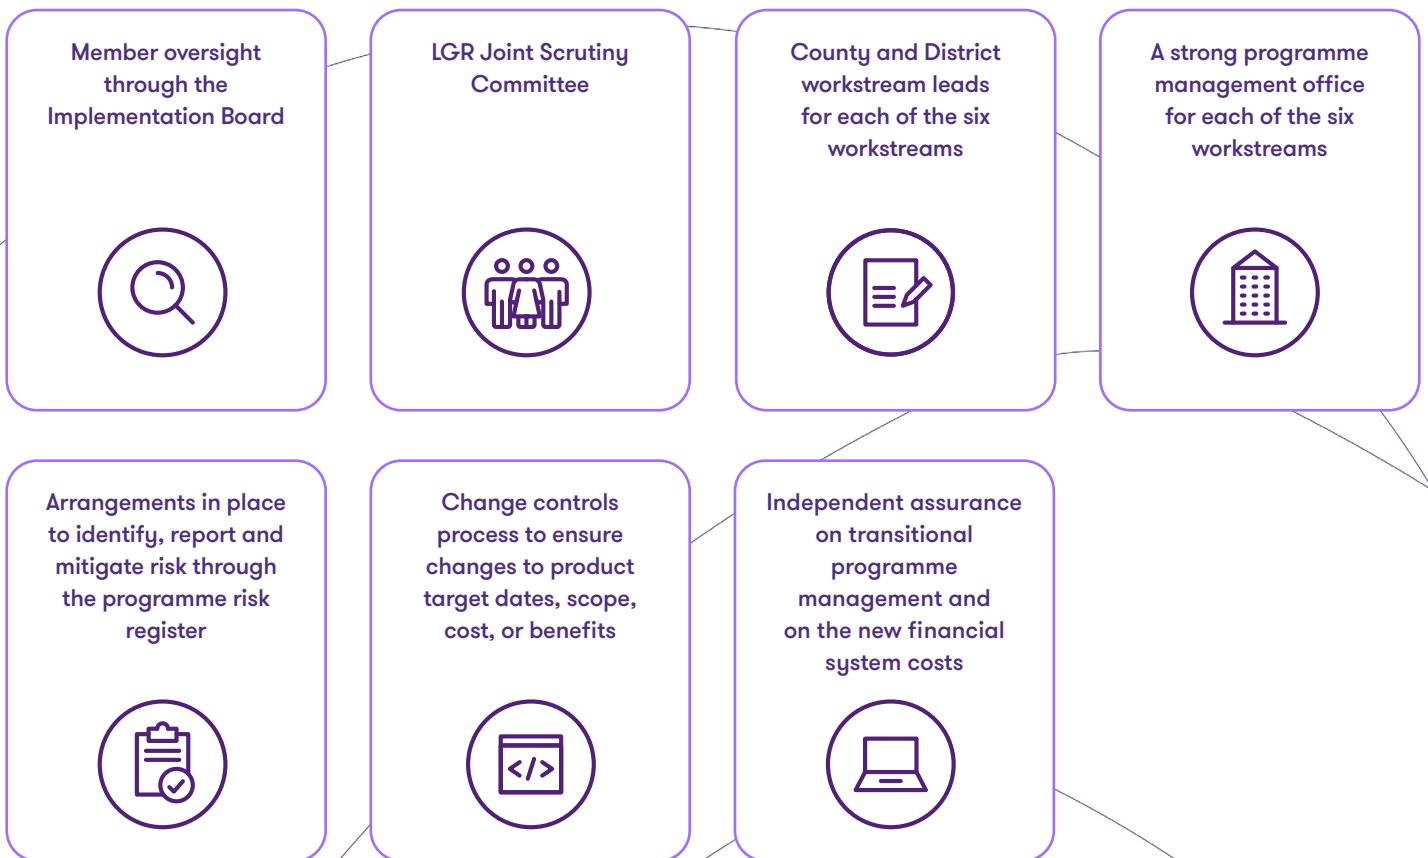 Member oversight
through the
Implementation Board
LGR Joint Scrutiny
Committee
County and District
workstream leads
for each of the six
workstreams
A strong programme
management office
for each of the six
workstreams
Arrangements in place
to identify, report and
mitigate risk through
the programme risk
register
Change controls
process to ensure
changes to product
target dates, scope,
cost, or benefits
</>
Independent assurance
on transitional
programme
management and
on the new financial
system costs